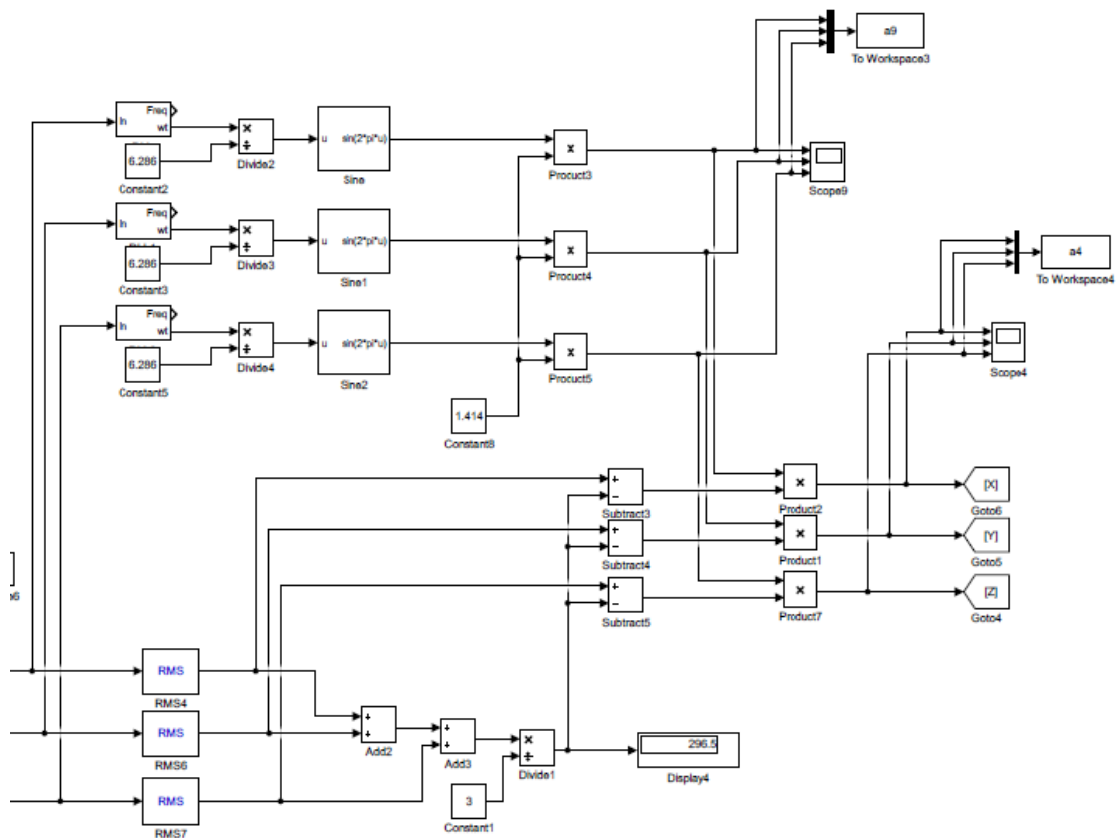 a9
To Workspace3
Freq
In
wt
6.286
Constant2
×
÷
Divide2
u
sin(2*pi*u)
Sine
x
Procuct3
Scope9
Freq
In
wt
6.286
Constant3
×
÷
Divide3
u
sin(2*pi*u)
Sine1
x
Procuct4
a4
To Workspace4
Freq
In
wt
6.286
Constant5
×
÷
Divide4
u
sin(2*pi*u)
Sine2
x
Procuct5
Scope4
1.414
Constant8
+
−
Subtract3
×
Product2
[X]
Goto6
+
−
Subtract4
×
Product1
[Y]
Goto5
+
−
Subtract5
×
Product7
[Z]
Goto4
RMS
RMS4
RMS
RMS6
RMS
RMS7
+
+
Add2
+
+
Add3
×
÷
Divide1
3
Constant1
296.5
Display4